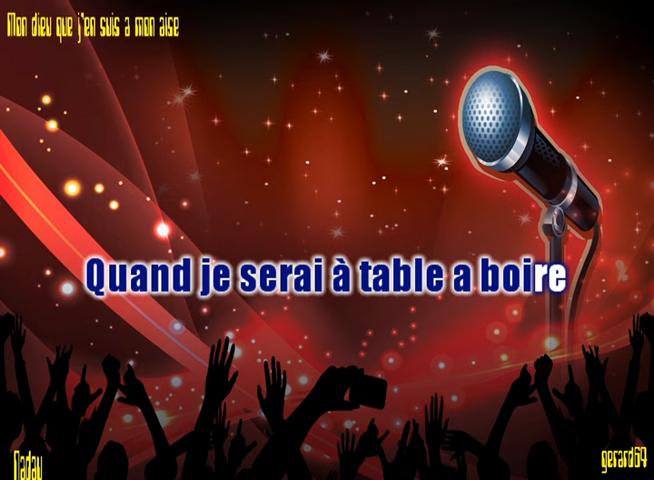 Mon dieu que j'en suis a mon aise
Quand je serai à table a boire
Nadau
gerard64